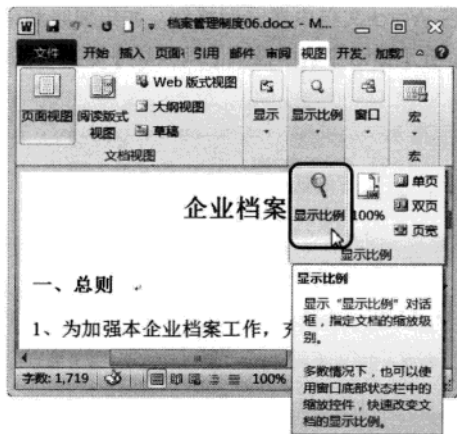 档案管理制度06.docx - M...
文件 开始 插入 页面 引用 邮件 审阅 视图 开发 加载
页面视图 阅读版式视图 Web 版式视图 大纲视图 草稿 显示 显示比例 窗口 宏
文档视图 宏
显示比例 100% 单页 双页 页宽
显示比例
企业档案
一、总则
1、为加强本企业档案工作，
显示比例
显示“显示比例”对话
框，指定文档的缩放级
别。
多数情况下，也可以使
用窗口底部状态栏中的
缩放控件，快速改变文
档的显示比例。
字数: 1,719 100%